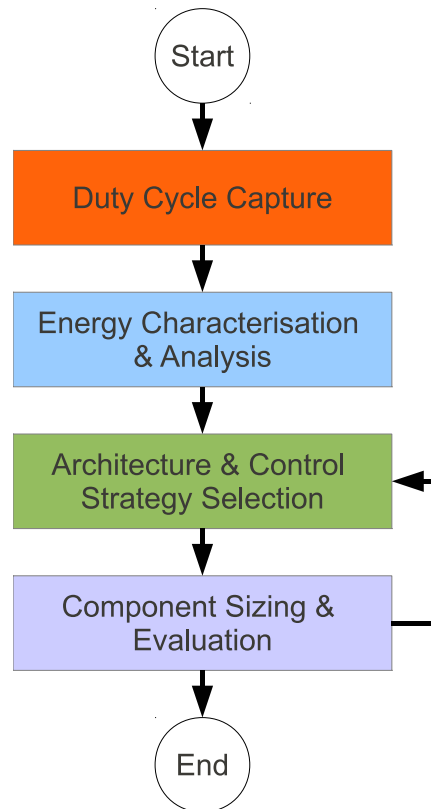 Start
Duty Cycle Capture
Energy Characterisation
& Analysis
Architecture & Control
Strategy Selection
Component Sizing &
Evaluation
End